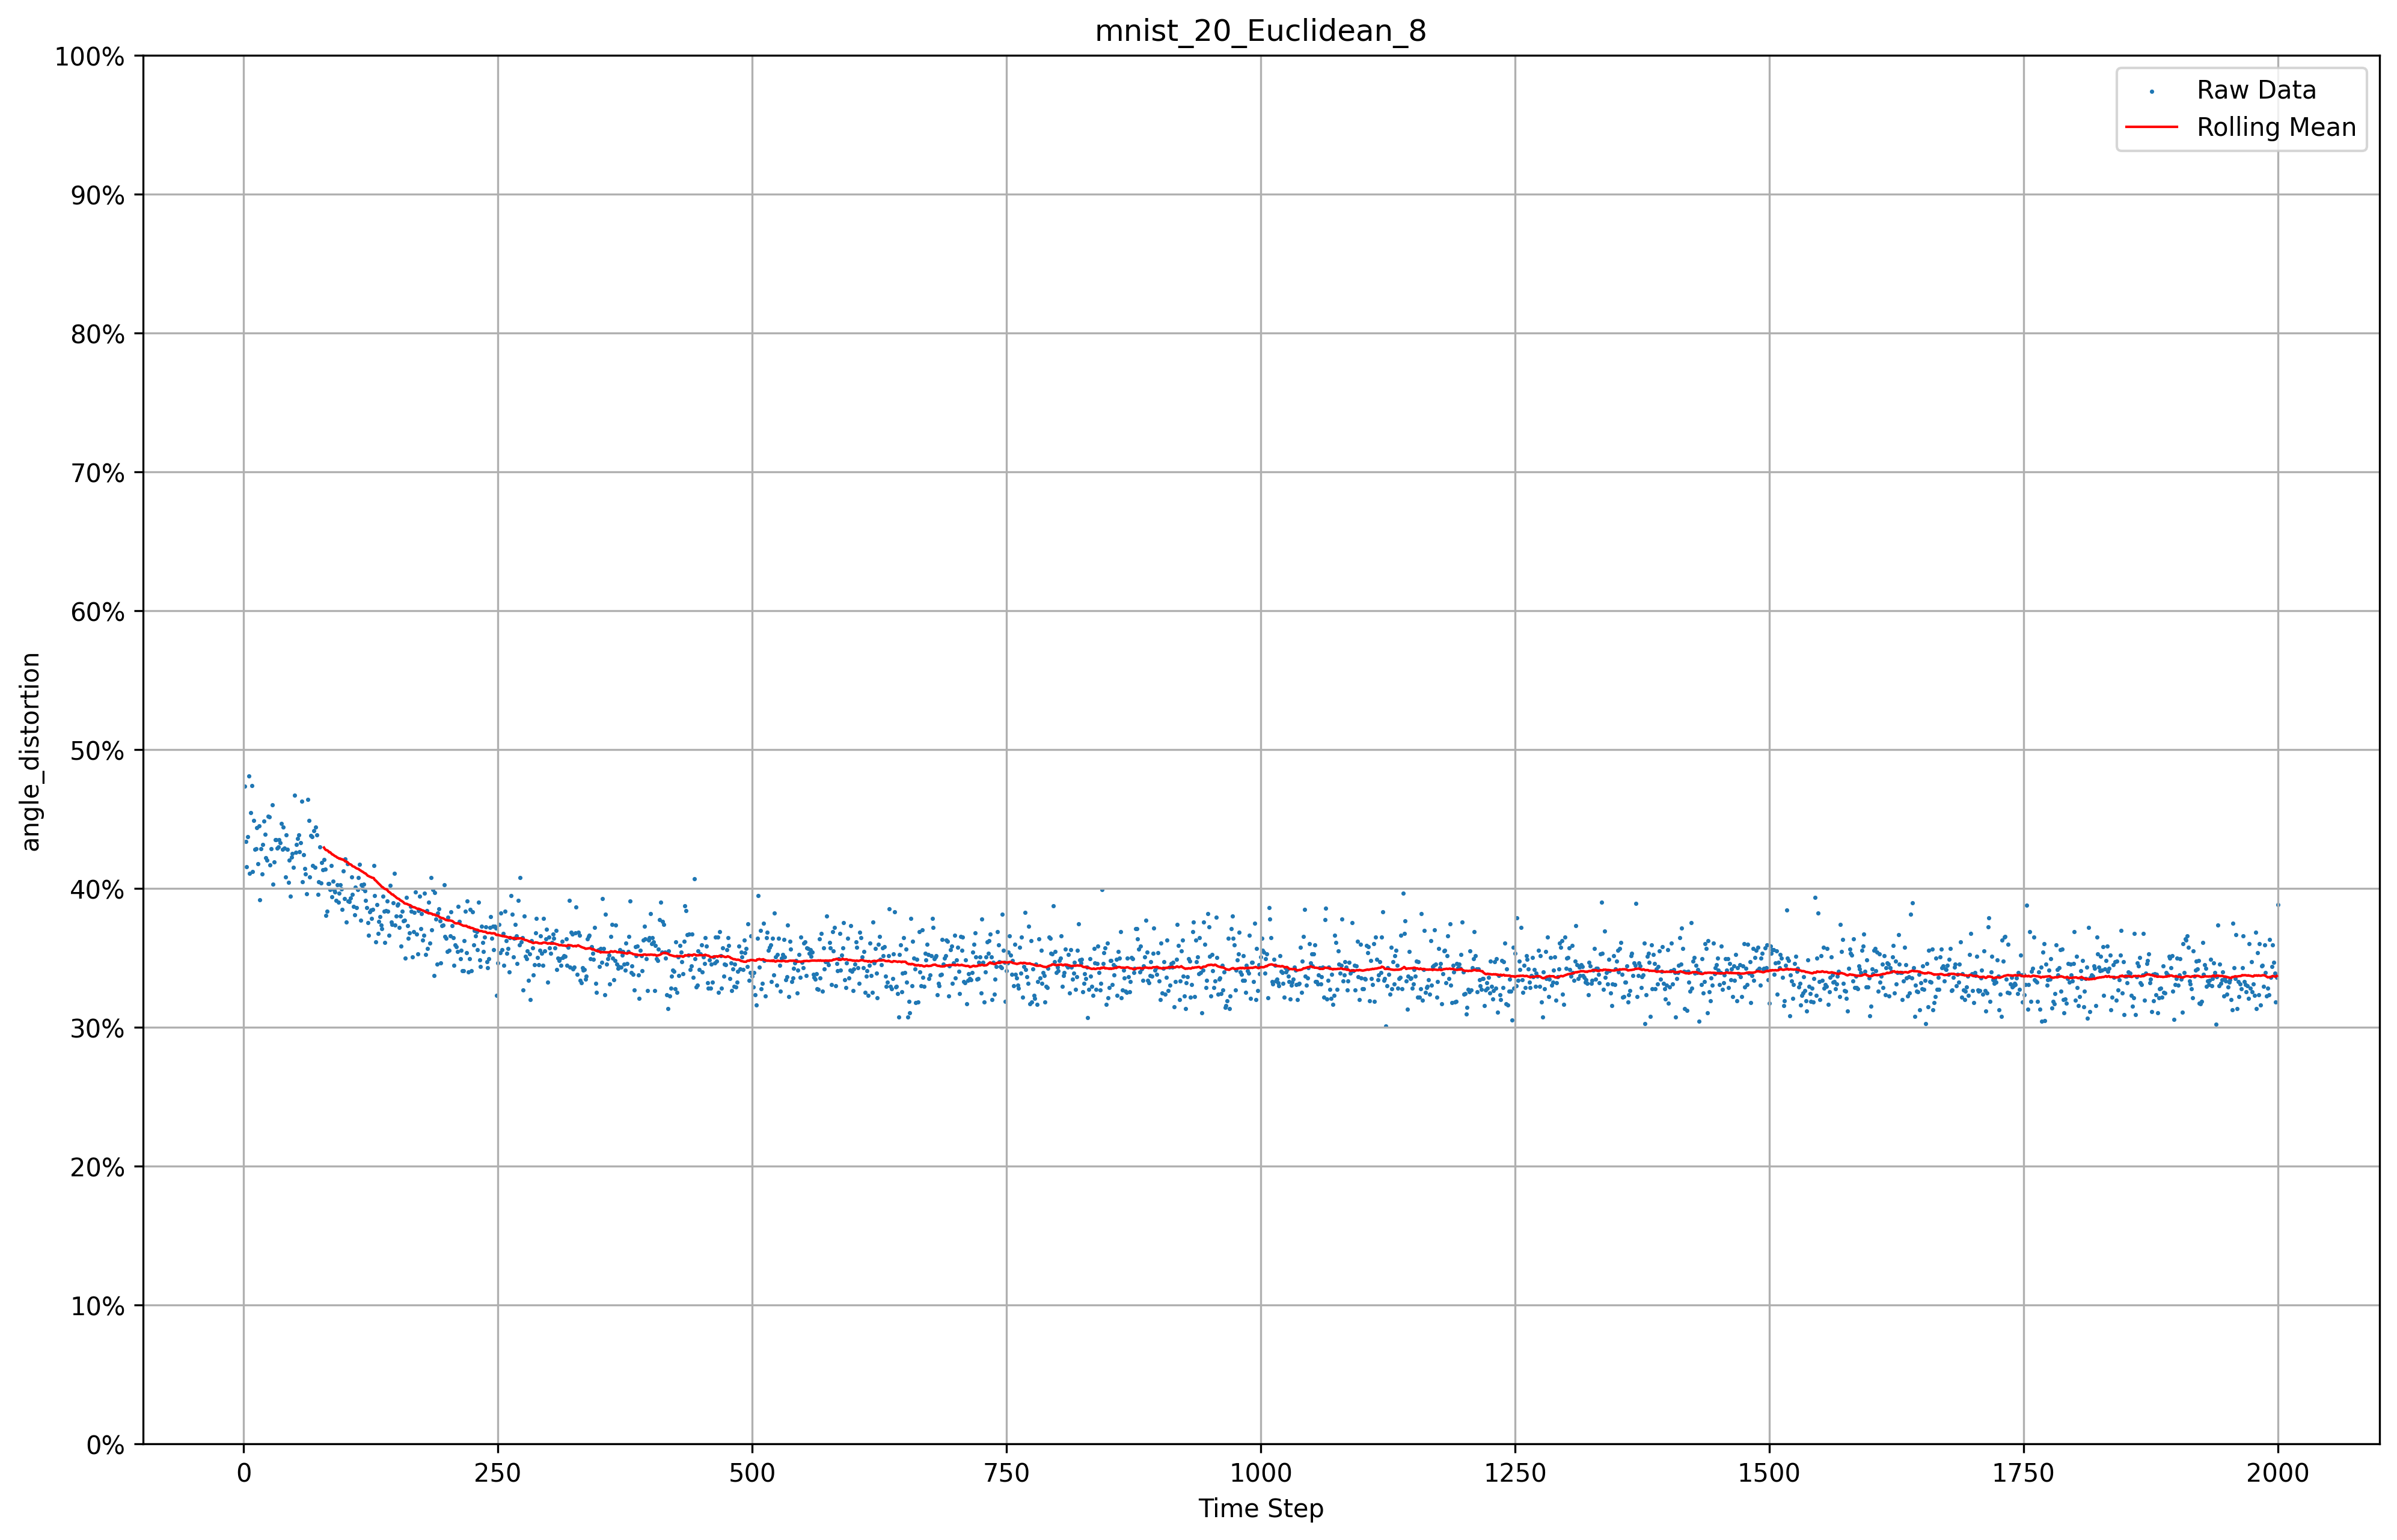 mnist_20_Euclidean_8
100%
90%
80%
70%
60%
50%
40%
30%
20%
10%
0%
angle_distortion
Raw Data
Rolling Mean
0 250 500 750 1000 1250 1500 1750 2000
Time Step